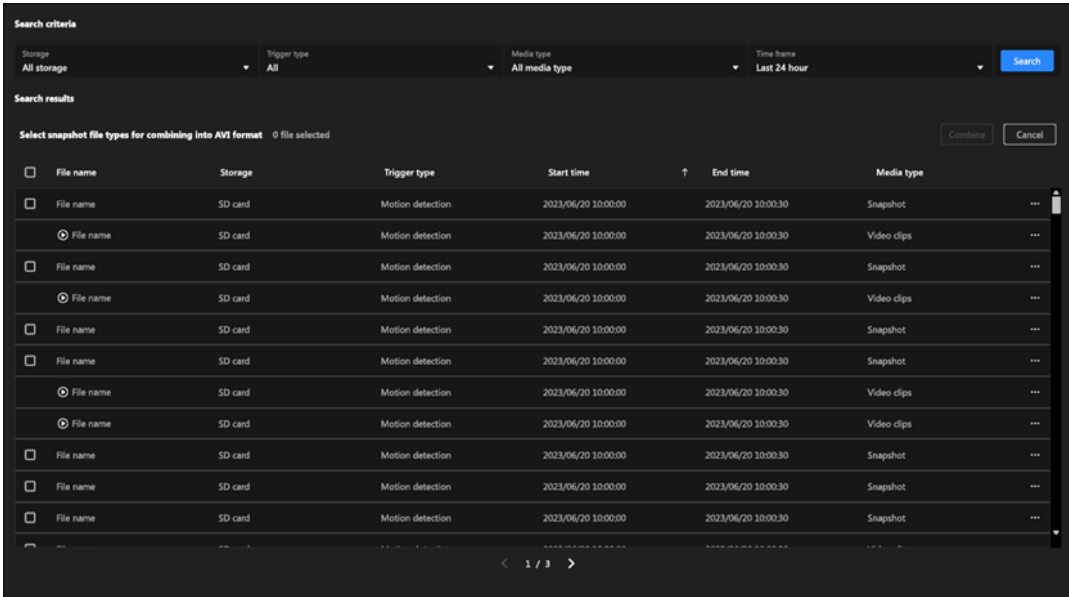 Search criteria
Storage Trigger type Media type Time frame
All storage All All media type Last 24 hour Search
Search results
Select snapshot file types for combining into AVI format 0 file selected Combine Cancel
File name Storage Trigger type Start time ↑ End time Media type
File name SD card Motion detection 2023/06/20 10:00:00 2023/06/20 10:00:30 Snapshot ...
File name SD card Motion detection 2023/06/20 10:00:00 2023/06/20 10:00:30 Video clips ...
File name SD card Motion detection 2023/06/20 10:00:00 2023/06/20 10:00:30 Snapshot ...
File name SD card Motion detection 2023/06/20 10:00:00 2023/06/20 10:00:30 Video clips ...
File name SD card Motion detection 2023/06/20 10:00:00 2023/06/20 10:00:30 Snapshot ...
File name SD card Motion detection 2023/06/20 10:00:00 2023/06/20 10:00:30 Snapshot ...
File name SD card Motion detection 2023/06/20 10:00:00 2023/06/20 10:00:30 Video clips ...
File name SD card Motion detection 2023/06/20 10:00:00 2023/06/20 10:00:30 Video clips ...
File name SD card Motion detection 2023/06/20 10:00:00 2023/06/20 10:00:30 Snapshot ...
File name SD card Motion detection 2023/06/20 10:00:00 2023/06/20 10:00:30 Snapshot ...
File name SD card Motion detection 2023/06/20 10:00:00 2023/06/20 10:00:30 Snapshot ...
< 1 / 3 >